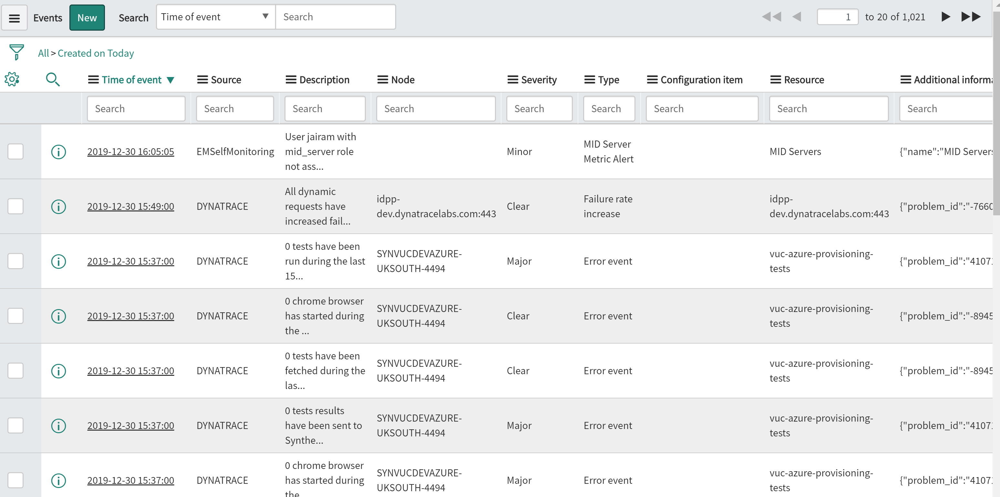 Events New Search Time of event Search 1 to 20 of 1,021
All > Created on Today
Time of event Source Description Node Severity Type Configuration item Resource Additional informa
Search Search Search Search Search Search Search Search Search
2019-12-30 16:05:05 EMSelfMonitoring User jairam with
mid_server role
not ass... Minor MID Server
Metric Alert MID Servers {"name":"MID Servers
2019-12-30 15:49:00 DYNATRACE All dynamic
requests have
increased fail... idpp-
dev.dynatracelabs.com:443 Clear Failure rate
increase idpp-
dev.dynatracelabs.com:443 {"problem_id":"-7660
2019-12-30 15:37:00 DYNATRACE 0 tests have been
run during the last
15... SYNVUCDEVAZURE-
UKSOUTH-4494 Major Error event vuc-azure-provisioning-
tests {"problem_id":"41071
2019-12-30 15:37:00 DYNATRACE 0 chrome browser
has started during
the ... SYNVUCDEVAZURE-
UKSOUTH-4494 Clear Error event vuc-azure-provisioning-
tests {"problem_id":"-8945
2019-12-30 15:37:00 DYNATRACE 0 tests have been
fetched during the
las... SYNVUCDEVAZURE-
UKSOUTH-4494 Clear Error event vuc-azure-provisioning-
tests {"problem_id":"-8945
2019-12-30 15:37:00 DYNATRACE 0 tests results
have been sent to
Synthe... SYNVUCDEVAZURE-
UKSOUTH-4494 Major Error event vuc-azure-provisioning-
tests {"problem_id":"41071
2019-12-30 15:37:00 DYNATRACE 0 chrome browser
has started during
the SYNVUCDEVAZURE-
UKSOUTH-4494 Major Error event vuc-azure-provisioning-
tests {"problem_id":"41071